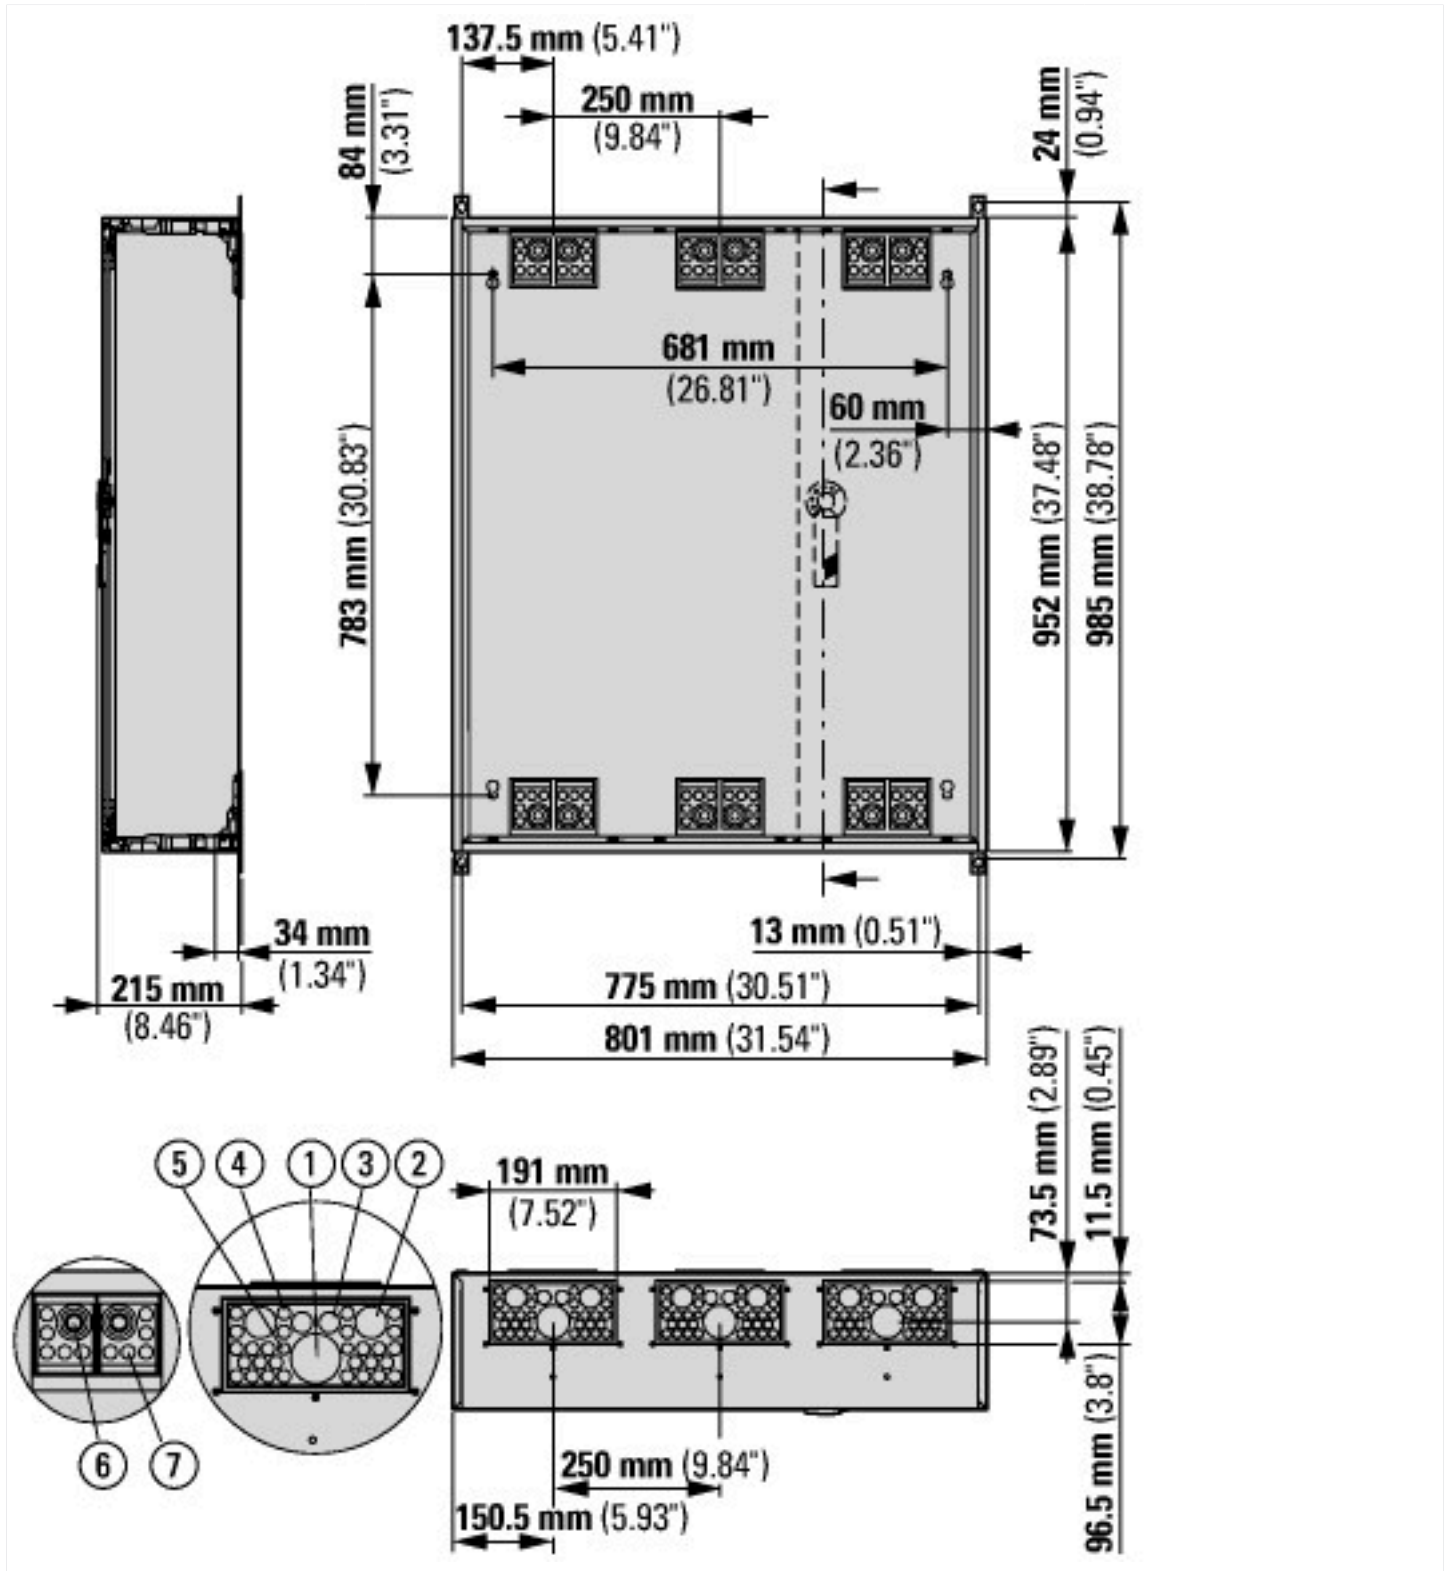 137.5 mm (5.41")
250 mm
(9.84")
84 mm
(3.31")
24 mm
(0.94")
681 mm
(26.81")
60 mm
(2.36")
783 mm (30.83")
952 mm (37.48")
985 mm (38.78")
34 mm
(1.34")
215 mm
(8.46")
13 mm (0.51")
775 mm (30.51")
801 mm (31.54")
73.5 mm (2.89")
11.5 mm (0.45")
5 4 1 3 2
191 mm
(7.52")
6 7
250 mm (9.84")
150.5 mm (5.93")
96.5 mm (3.8")